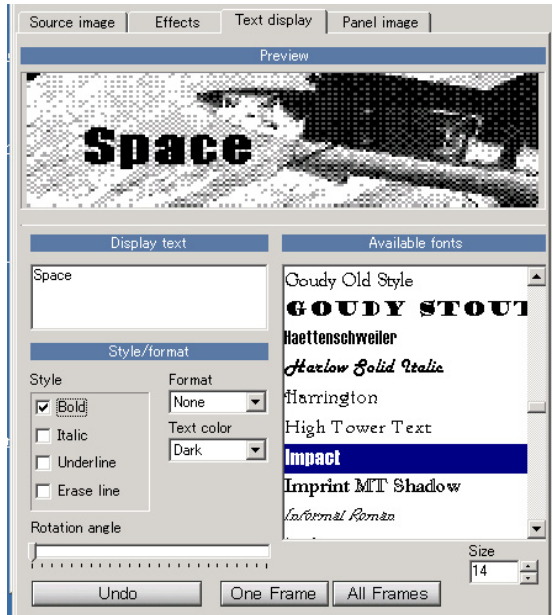 Source image Effects Text display Panel image
Preview
Space
Display text
Space
Style/format
Style
Bold
Italic
Underline
Erase line
Format
None
Text color
Dark
Rotation angle
Available fonts
Goudy Old Style
GOUDY STOUT
Haettenschweiler
Harlow Solid Italic
Harrington
High Tower Text
Impact
Imprint MT Shadow
Informal Roman
Size
14
Undo One Frame All Frames